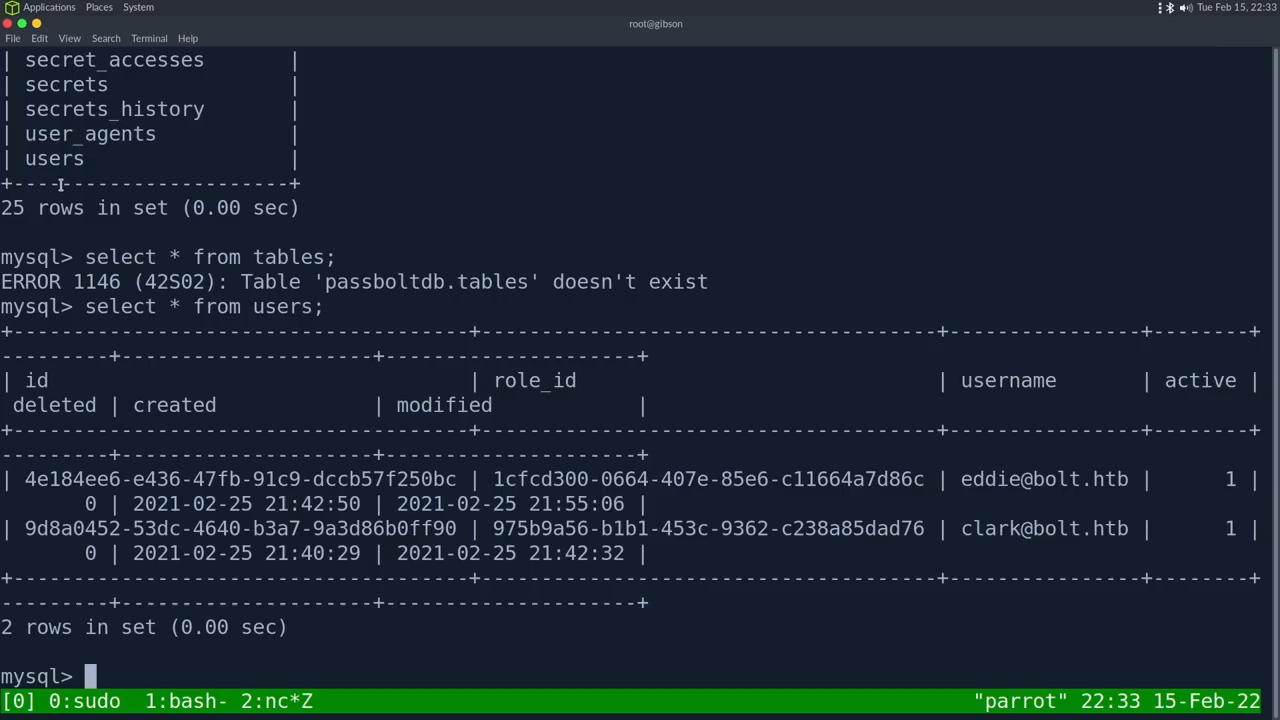 Applications Places System Tue Feb 15, 22:33
root@gibson
File Edit View Search Terminal Help
| secret_accesses |
| secrets |
| secrets_history |
| user_agents |
| users |
+-----------------------+
25 rows in set (0.00 sec)
mysql> select * from tables;
ERROR 1146 (42S02): Table 'passboltdb.tables' doesn't exist
mysql> select * from users;
+--------------------------------------+--------------------------------------+----------------+--------+
---------+---------------------+---------------------+
| id | role_id | username | active |
deleted | created | modified |
+--------------------------------------+--------------------------------------+----------------+--------+
---------+---------------------+---------------------+
| 4e184ee6-e436-47fb-91c9-dccb57f250bc | 1cfcd300-0664-407e-85e6-c11664a7d86c | eddie@bolt.htb | 1 |
0 | 2021-02-25 21:42:50 | 2021-02-25 21:55:06 |
| 9d8a0452-53dc-4640-b3a7-9a3d86b0ff90 | 975b9a56-b1b1-453c-9362-c238a85dad76 | clark@bolt.htb | 1 |
0 | 2021-02-25 21:40:29 | 2021-02-25 21:42:32 |
+--------------------------------------+--------------------------------------+----------------+--------+
---------+---------------------+---------------------+
2 rows in set (0.00 sec)
mysql>
[0] 0:sudo 1:bash- 2:nc*Z "parrot" 22:33 15-Feb-22